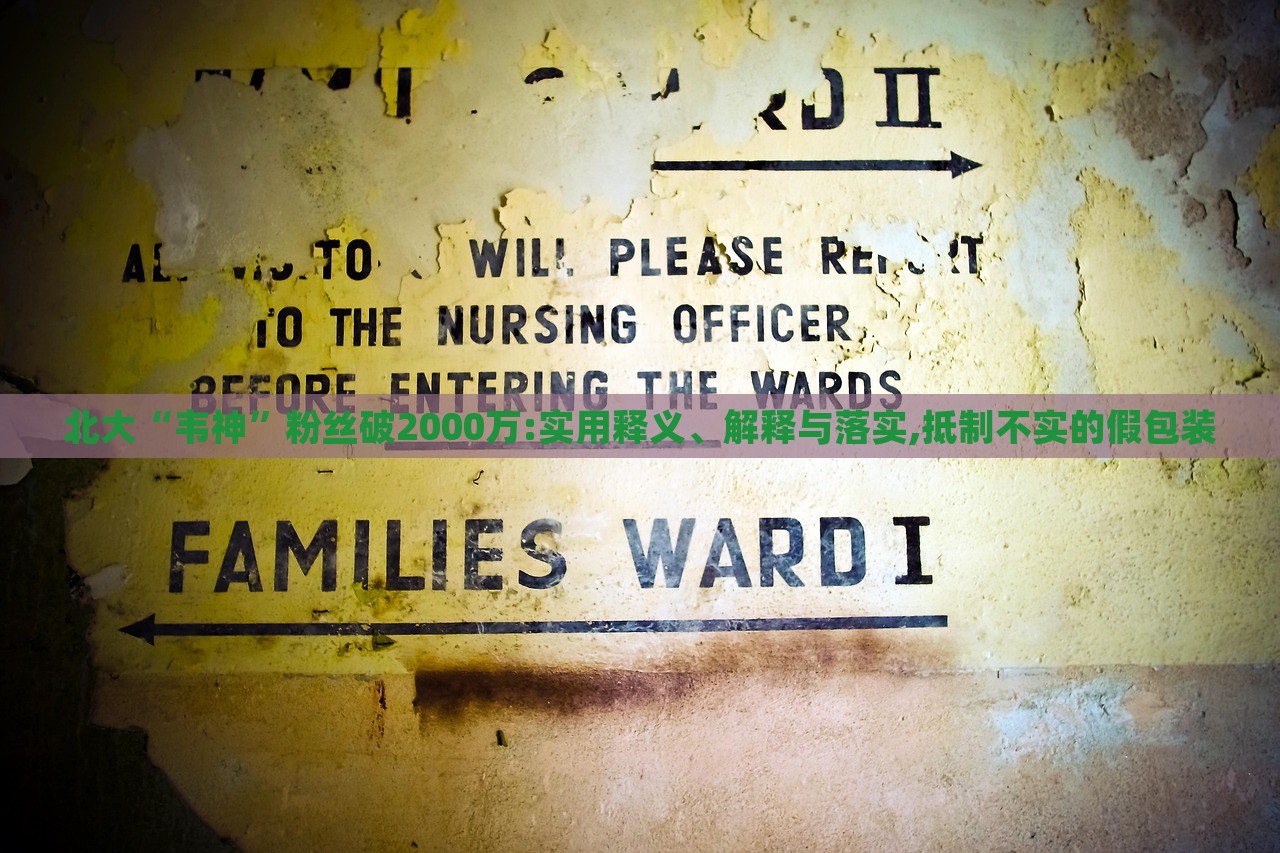 II
WILL PLEASE
TO THE NURSING OFFICER
BEFORE ENTERING THE WARDS
北大“韦神”粉丝破2000万:实用释义、解释与落实,抵制不实的假包装
FAMILIES WARD I